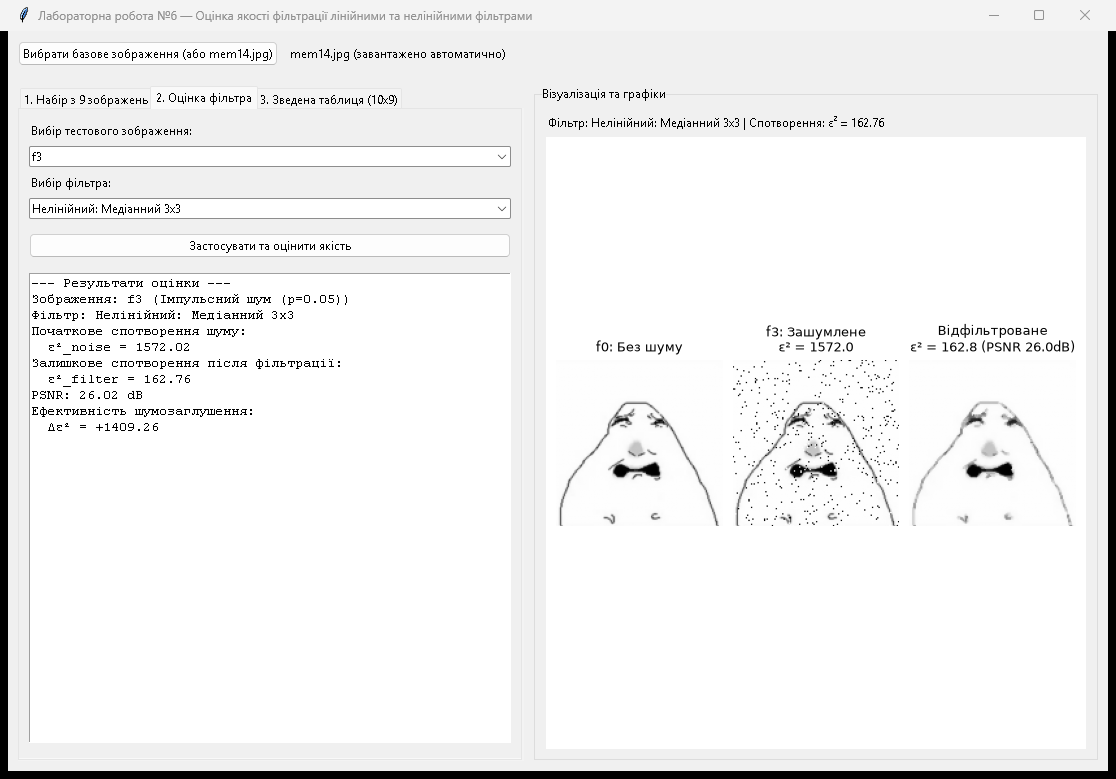 Лабораторна робота №6 — Оцінка якості фільтрації лінійними та нелінійними фільтрами
Вибрати базове зображення (або mem14.jpg)
mem14.jpg (завантажено автоматично)
1. Набір з 9 зображень
2. Оцінка фільтра
3. Зведена таблиця (10x9)
Вибір тестового зображення:
f3
Вибір фільтра:
Нелінійний: Медіанний 3x3
Застосувати та оцінити якість
--- Результати оцінки ---
Зображення: f3 (Імпульсний шум (p=0.05))
Фільтр: Нелінійний: Медіанний 3x3
Початкове спотворення шуму:
ε²_noise = 1572.02
Залишкове спотворення після фільтрації:
ε²_filter = 162.76
PSNR: 26.02 dB
Ефективність шумозаглушення:
Δε² = +1409.26
Візуалізація та графіки
Фільтр: Нелінійний: Медіанний 3x3 | Спотворення: ε² = 162.76
f0: Без шуму
f3: Зашумлене
ε² = 1572.0
Відфільтроване
ε² = 162.8 (PSNR 26.0dB)